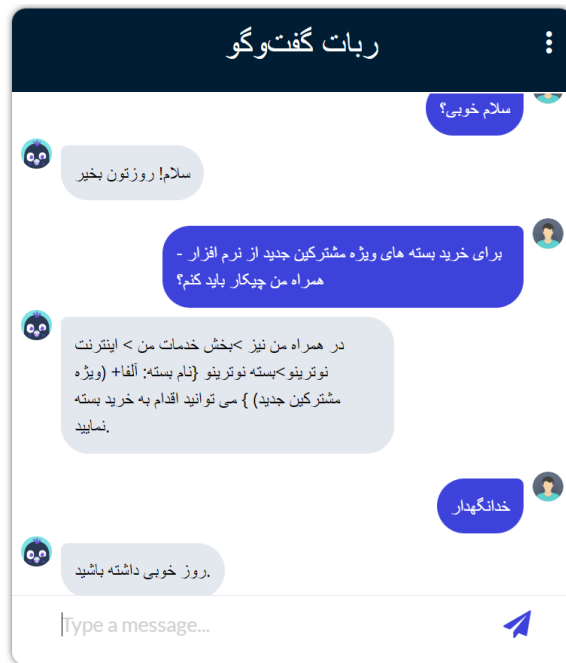 ربات گفت‌وگو
سلام خوبی؟
سلام! روزتون بخیر
برای خرید بسته های ویژه مشترکین جدید از نرم افزار -
همراه من چیکار باید کنم؟
در همراه من نیز >بخش خدمات من > اینترنت
نوترینو>بسته نوترینو {نام بسته: آلفا+ (ویژه
مشترکین جدید) } می توانید اقدام به خرید بسته
.نمایید
خدانگهدار
.روز خوبی داشته باشید
Type a message...